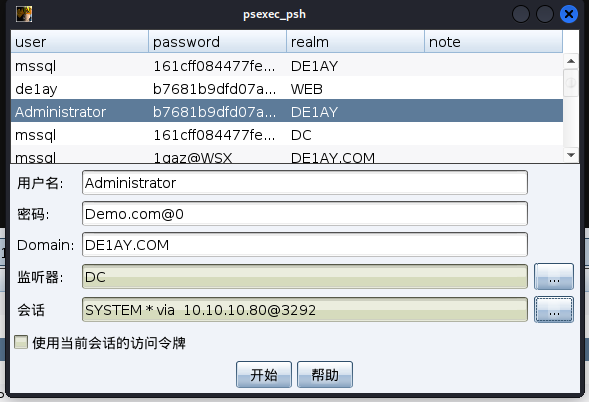 psexec_psh
user password realm note
mssql 161cff084477fe... DE1AY
de1ay b7681b9dfd07a... WEB
Administrator b7681b9dfd07a... DE1AY
mssql 161cff084477fe... DC
mssql 1qaz@WSX DE1AY.COM
用户名: Administrator
密码: Demo.com@0
Domain: DE1AY.COM
监听器: DC ...
会话 SYSTEM * via 10.10.10.80@3292 ...
使用当前会话的访问令牌
开始 帮助